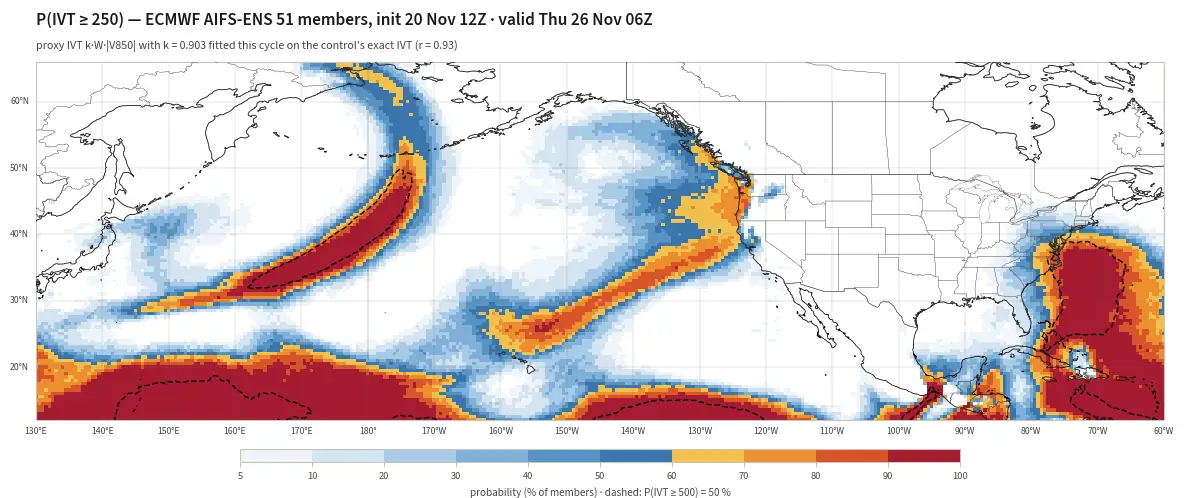 P(IVT ≥ 250) — ECMWF AIFS-ENS 51 members, init 20 Nov 12Z · valid Thu 26 Nov 06Z
proxy IVT k·W·|V850| with k = 0.903 fitted this cycle on the control's exact IVT (r = 0.93)
60°N
50°N
40°N
30°N
20°N
130°E 140°E 150°E 160°E 170°E 180° 170°W 160°W 150°W 140°W 130°W 120°W 110°W 100°W 90°W 80°W 70°W 60°W
5 10 20 30 40 50 60 70 80 90 100
probability (% of members) · dashed: P(IVT ≥ 500) = 50 %